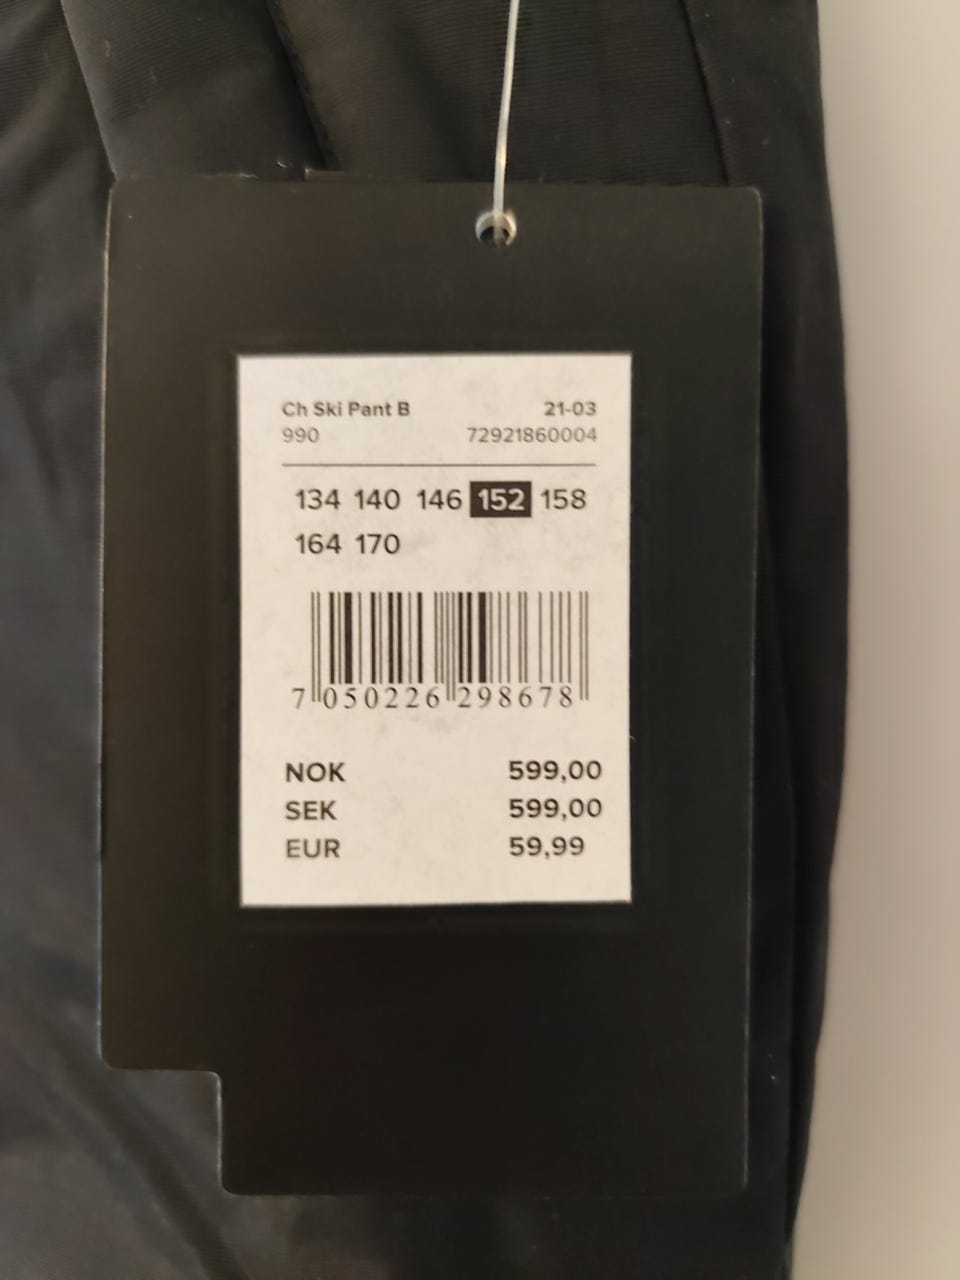 Ch Ski Pant B 21-03
990 72921860004
134 140 146 152 158
164 170
7 050226 298678
NOK 599,00
SEK 599,00
EUR 59,99